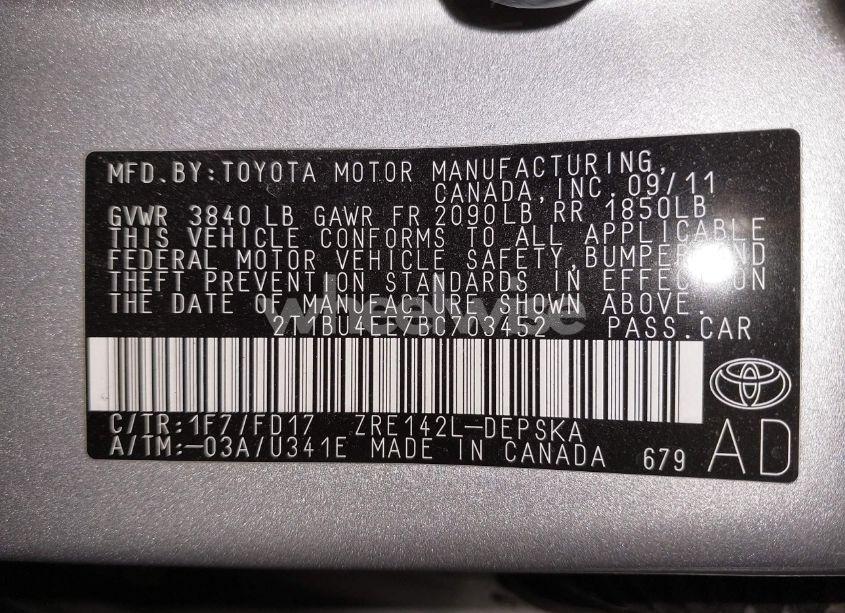 MFD. BY: TOYOTA MOTOR MANUFACTURING,
CANADA, INC. 09/11
GVWR 3840 LB GAWR FR 2090LB RR 1850LB
THIS VEHICLE CONFORMS TO ALL APPLICABLE
FEDERAL MOTOR VEHICLE SAFETY, BUMPER AND
THEFT PREVENTION STANDARDS IN EFFECT ON
THE DATE OF MANUFACTURE SHOWN ABOVE.
wheelwise
2T1BU4EE7BC703452 PASS.CAR
C/TR:1F7/FD17 ZRE142L-DEPSKA
A/TM:-03A/U341E MADE IN CANADA 679 AD